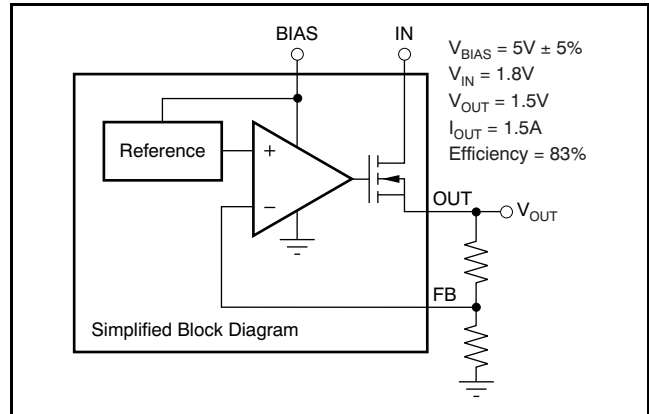 BIAS
IN
V_BIAS = 5V ± 5%
V_IN = 1.8V
V_OUT = 1.5V
I_OUT = 1.5A
Efficiency = 83%
Reference
+
−
OUT
V_OUT
FB
Simplified Block Diagram